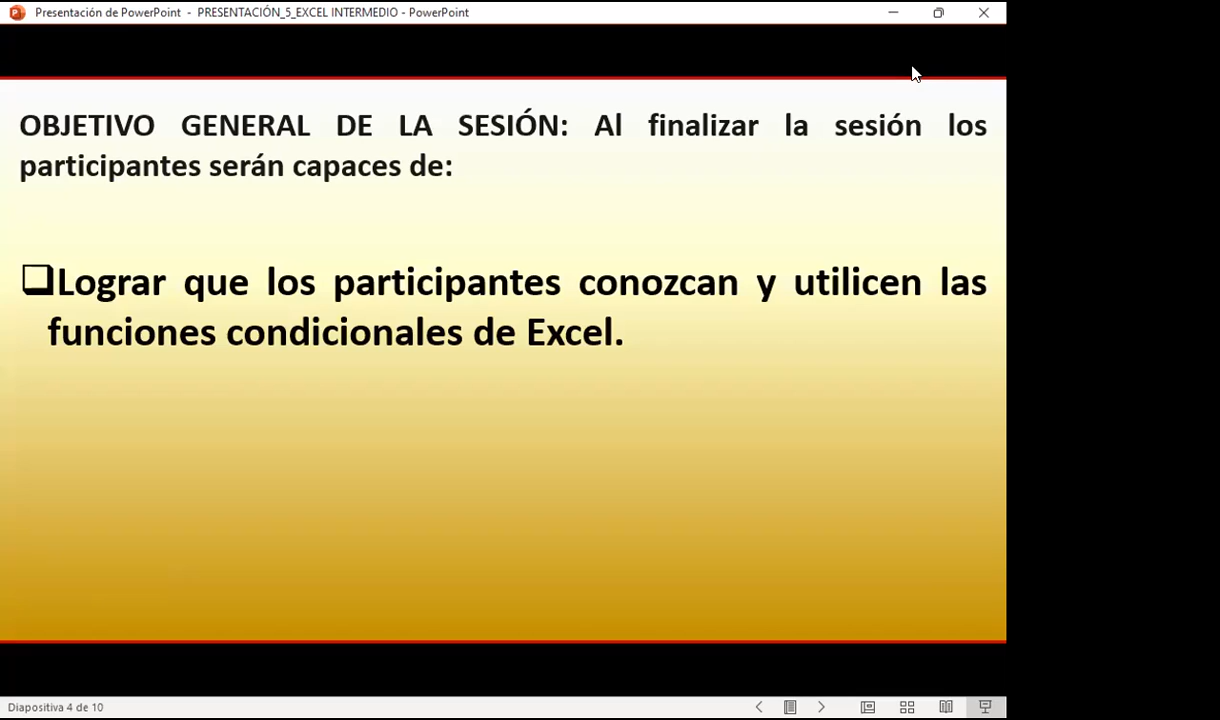 Presentación de PowerPoint - PRESENTACIÓN_5_EXCEL INTERMEDIO - PowerPoint
OBJETIVO GENERAL DE LA SESIÓN: Al finalizar la sesión los
participantes serán capaces de:
Lograr que los participantes conozcan y utilicen las
funciones condicionales de Excel.
Diapositiva 4 de 10